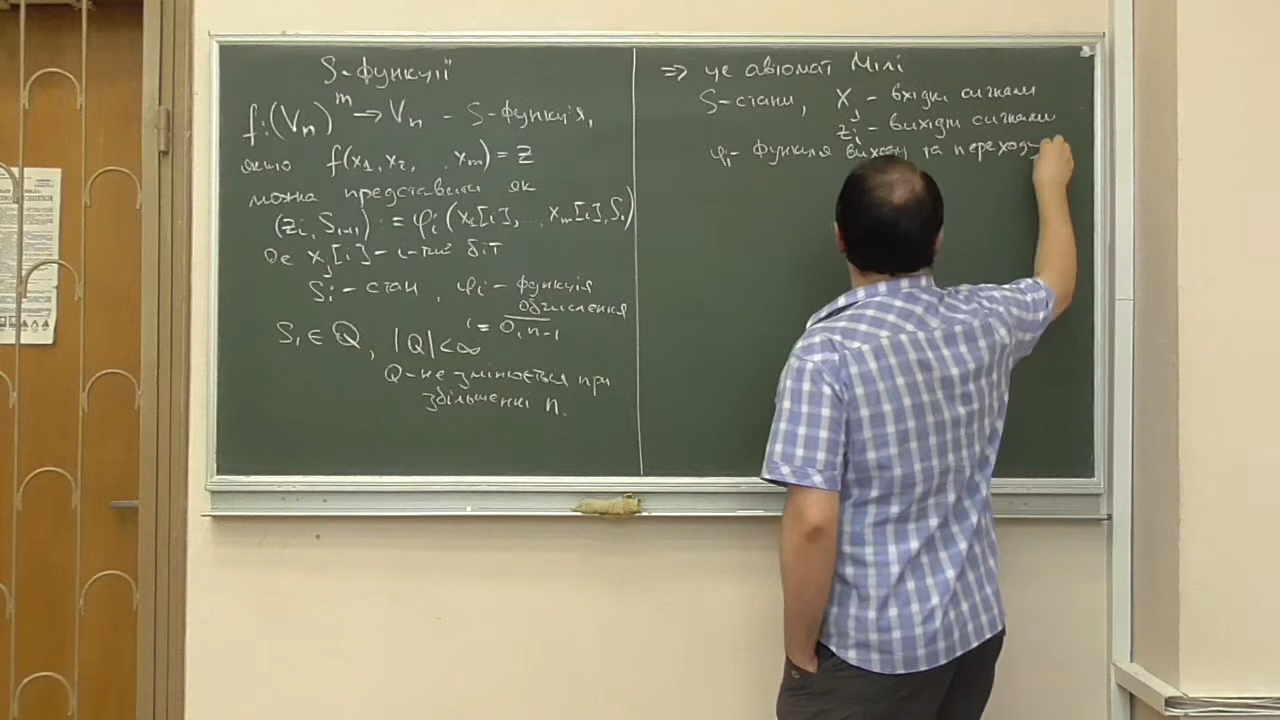 S-функції
f:(Vₙ)ᵐ → Vₙ - S-функція,
якщо f(x₁, x₂, , xₘ) = z
можна представити як
(zᵢ, Sᵢ₊₁) := φᵢ(x₁[i], ... xₘ[i], Sᵢ)
де xⱼ[i] - i-тий біт
Sᵢ - стан, φᵢ - функція
обчислення
i = 0, n-1
Sᵢ ∈ Q, |Q| < ∞
Q - не змінюється при
збільшенні n.
⇒ це автомат Мілі
S - стани, Xⱼ - вхідні сигнали
zᵢ - вихідні сигнали
φᵢ - функція виходу та переходу